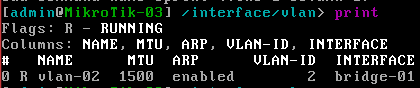 [admin@MikroTik-03] /interface/vlan> print
Flags: R - RUNNING
Columns: NAME, MTU, ARP, VLAN-ID, INTERFACE
# NAME MTU ARP VLAN-ID INTERFACE
0 R vlan-02 1500 enabled 2 bridge-01